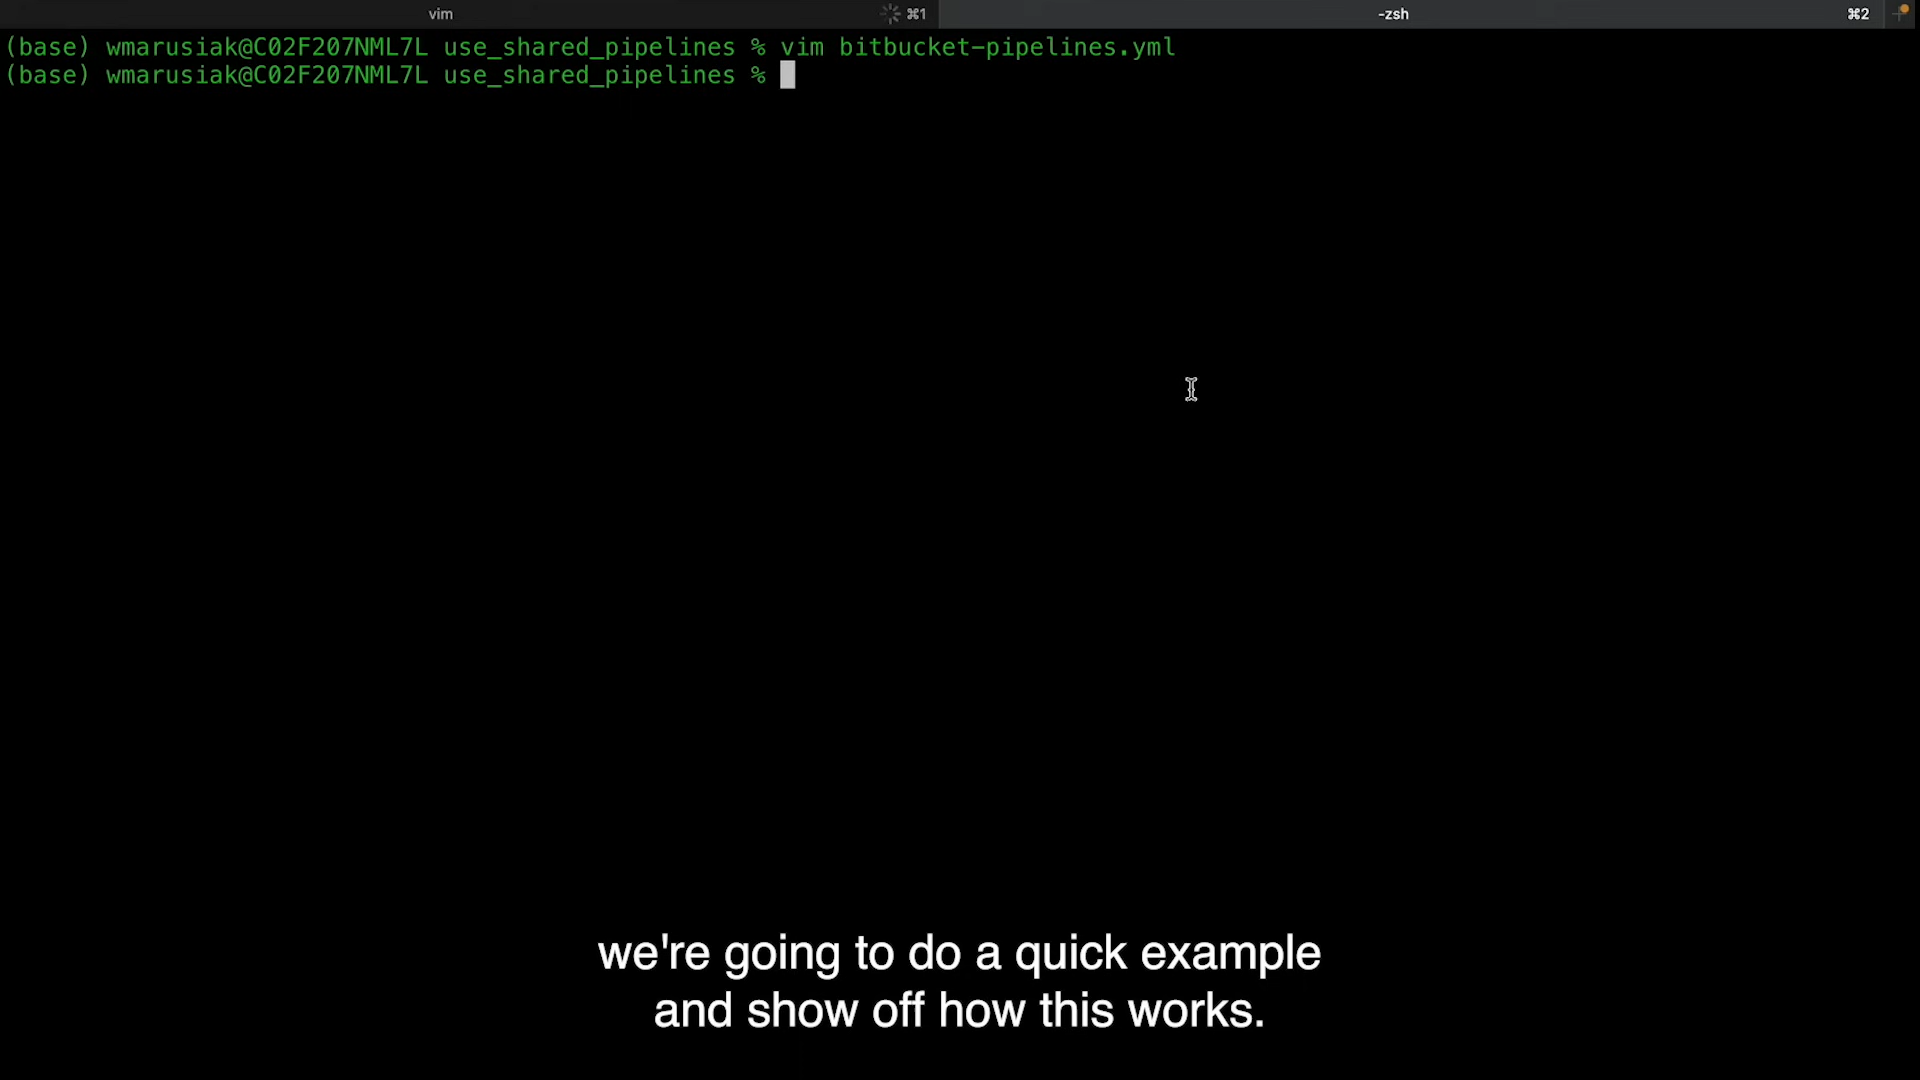 vim ⌘1 -zsh ⌘2
(base) wmarusiak@C02F207NML7L use_shared_pipelines % vim bitbucket-pipelines.yml
(base) wmarusiak@C02F207NML7L use_shared_pipelines %
we're going to do a quick example
and show off how this works.